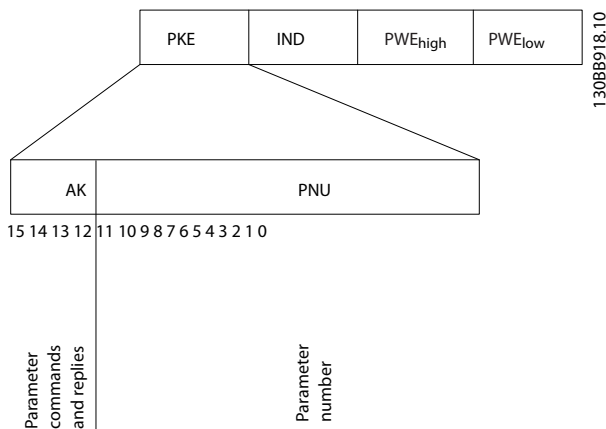 PKE IND PWEhigh PWElow
130BB918.10
AK PNU
15 14 13 12 11 10 9 8 7 6 5 4 3 2 1 0
Parameter
commands
and replies
Parameter
number